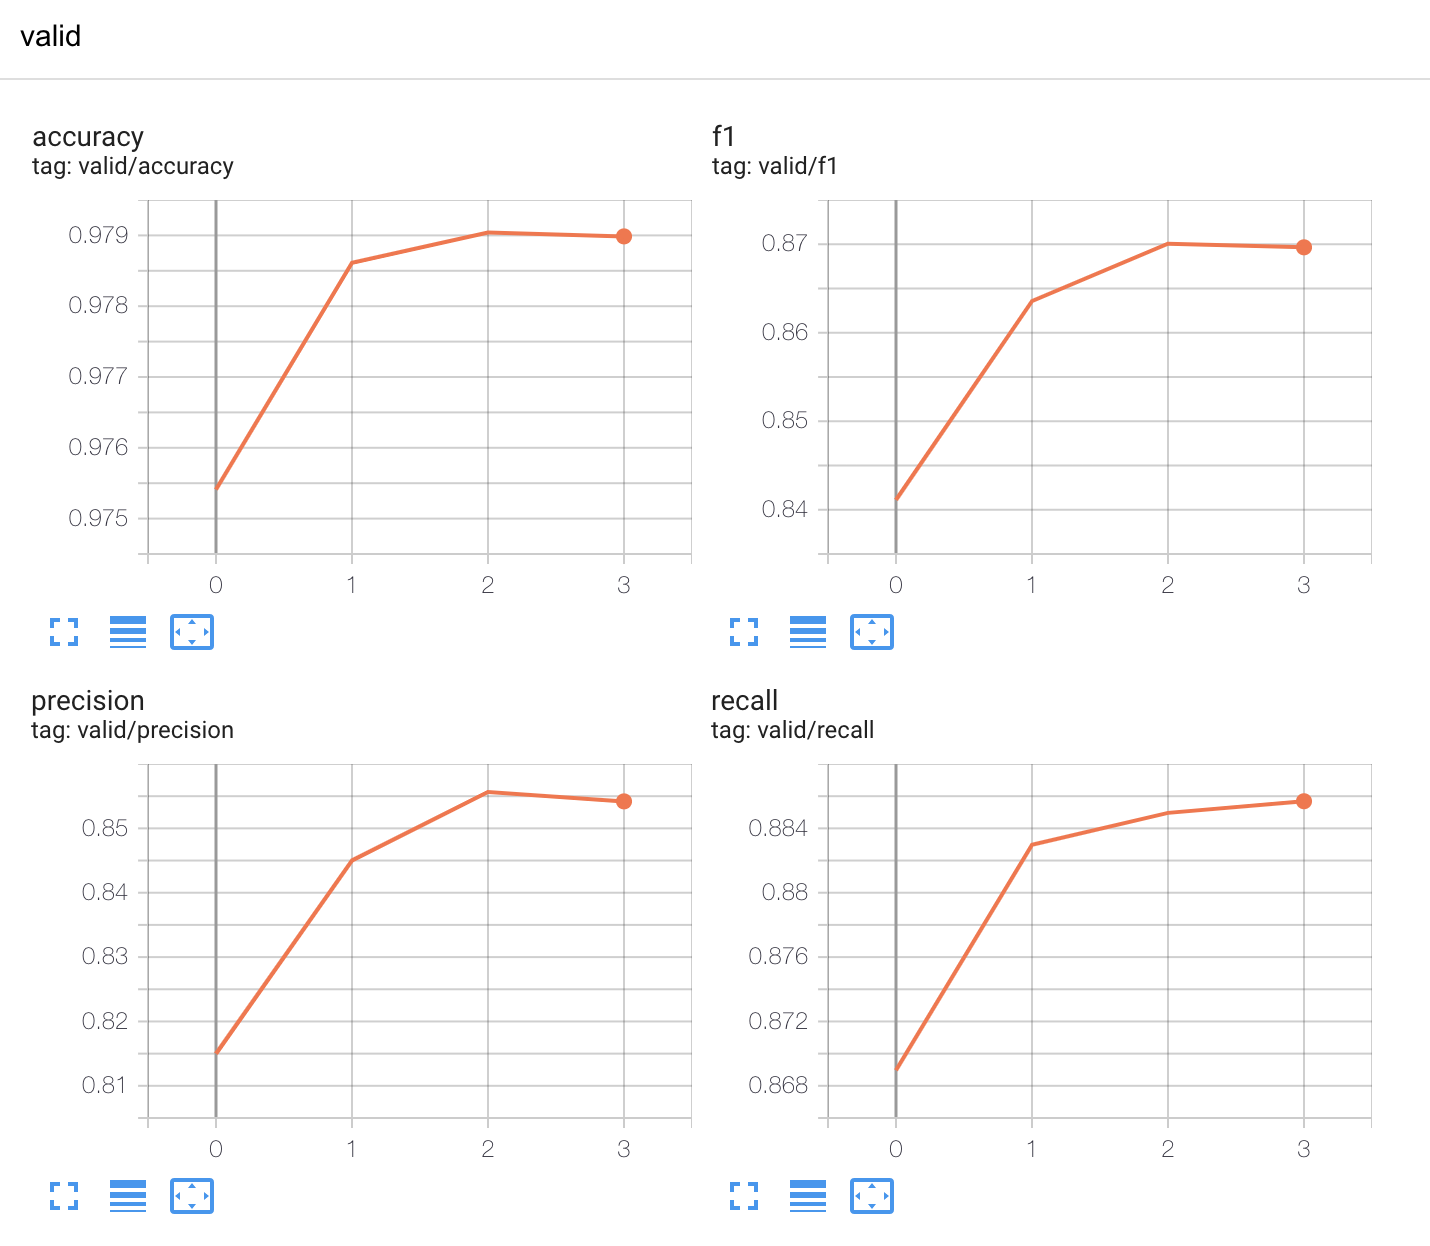 valid
accuracy
tag: valid/accuracy
0.979
0.978
0.977
0.976
0.975
0 1 2 3
f1
tag: valid/f1
0.87
0.86
0.85
0.84
0 1 2 3
precision
tag: valid/precision
0.85
0.84
0.83
0.82
0.81
0 1 2 3
recall
tag: valid/recall
0.884
0.88
0.876
0.872
0.868
0 1 2 3